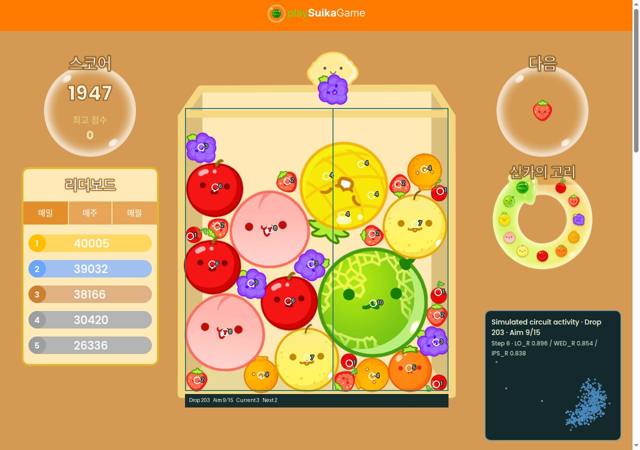 playSuikaGame
스코어
1947
최고 점수
0
다음
신카의 고리
리더보드
매일
매주
매월
1 40005
2 39032
3 38166
4 30420
5 26336
Simulated circuit activity · Drop
203 · Aim 9/15
Step 6 · LO_R 0.896 / WED_R 0.854 /
IPS_R 0.838
Drop 203 Aim 9/15 Current 3 Next 2